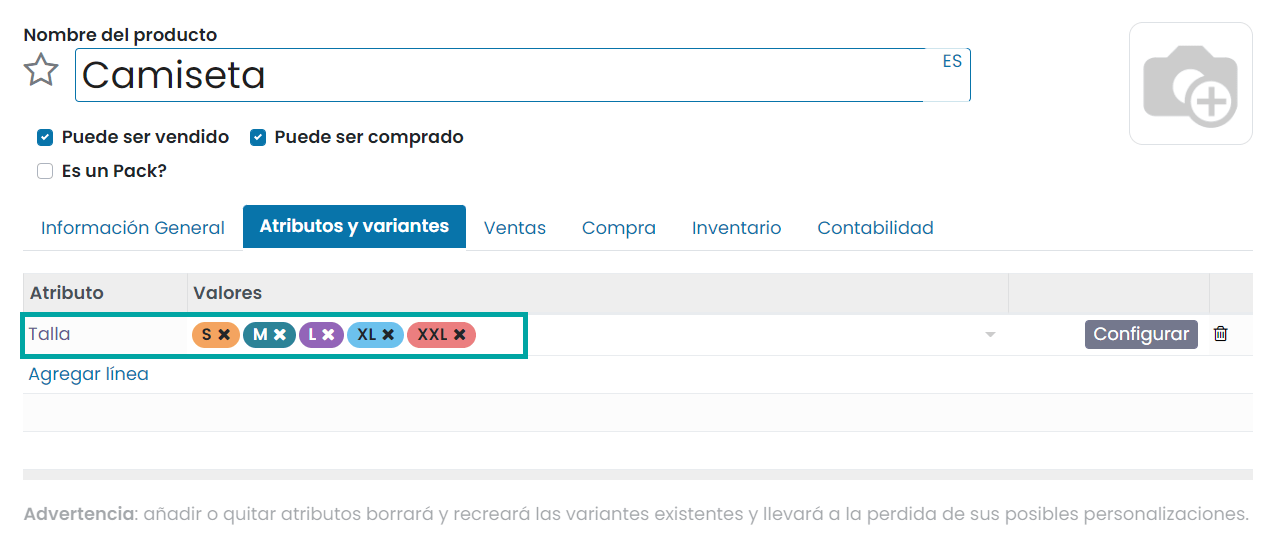 Nombre del producto
Camiseta ES
Puede ser vendido Puede ser comprado
Es un Pack?
Información General Atributos y variantes Ventas Compra Inventario Contabilidad
Atributo Valores
Talla S M L XL XXL Configurar
Agregar línea
Advertencia: añadir o quitar atributos borrará y recreará las variantes existentes y llevará a la perdida de sus posibles personalizaciones.